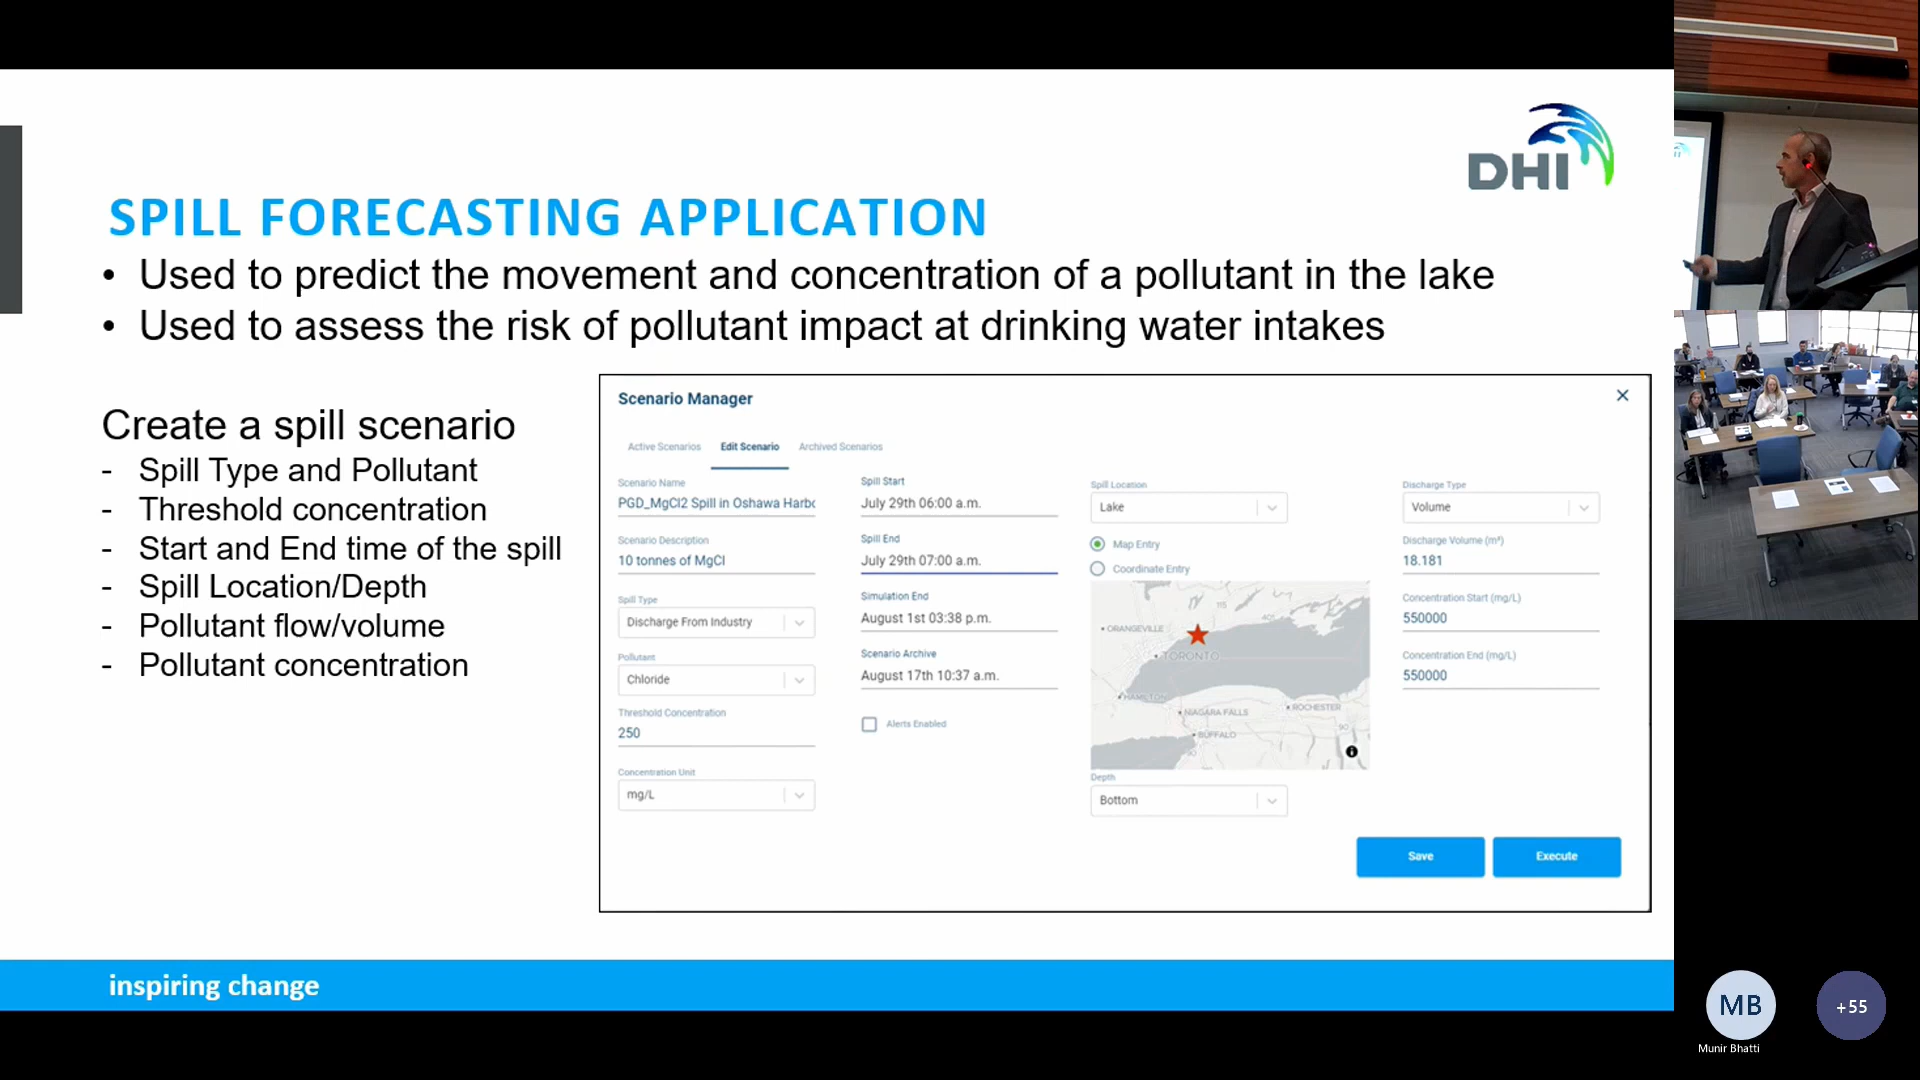 DHI
SPILL FORECASTING APPLICATION
• Used to predict the movement and concentration of a pollutant in the lake
• Used to assess the risk of pollutant impact at drinking water intakes
Create a spill scenario
- Spill Type and Pollutant
- Threshold concentration
- Start and End time of the spill
- Spill Location/Depth
- Pollutant flow/volume
- Pollutant concentration
Scenario Manager
Active Scenarios
Edit Scenario
Archived Scenarios
Scenario Name
PGD_MgCl2 Spill in Oshawa Harbo
Scenario Description
10 tonnes of MgCl
Spill Type
Discharge From Industry
Pollutant
Chloride
Threshold Concentration
250
Concentration Unit
mg/L
Spill Start
July 29th 06:00 a.m.
Spill End
July 29th 07:00 a.m.
Simulation End
August 1st 03:38 p.m.
Scenario Archive
August 17th 10:37 a.m.
Alerts Enabled
Spill Location
Lake
Map Entry
Coordinate Entry
115
401
ORANGEVILLE
TORONTO
HAMILTON
NIAGARA FALLS
ROCHESTER
BUFFALO
90
90
Depth
Bottom
Discharge Type
Volume
Discharge Volume (m³)
18.181
Concentration Start (mg/L)
550000
Concentration End (mg/L)
550000
Save
Execute
inspiring change
MB
+55
Munir Bhatti